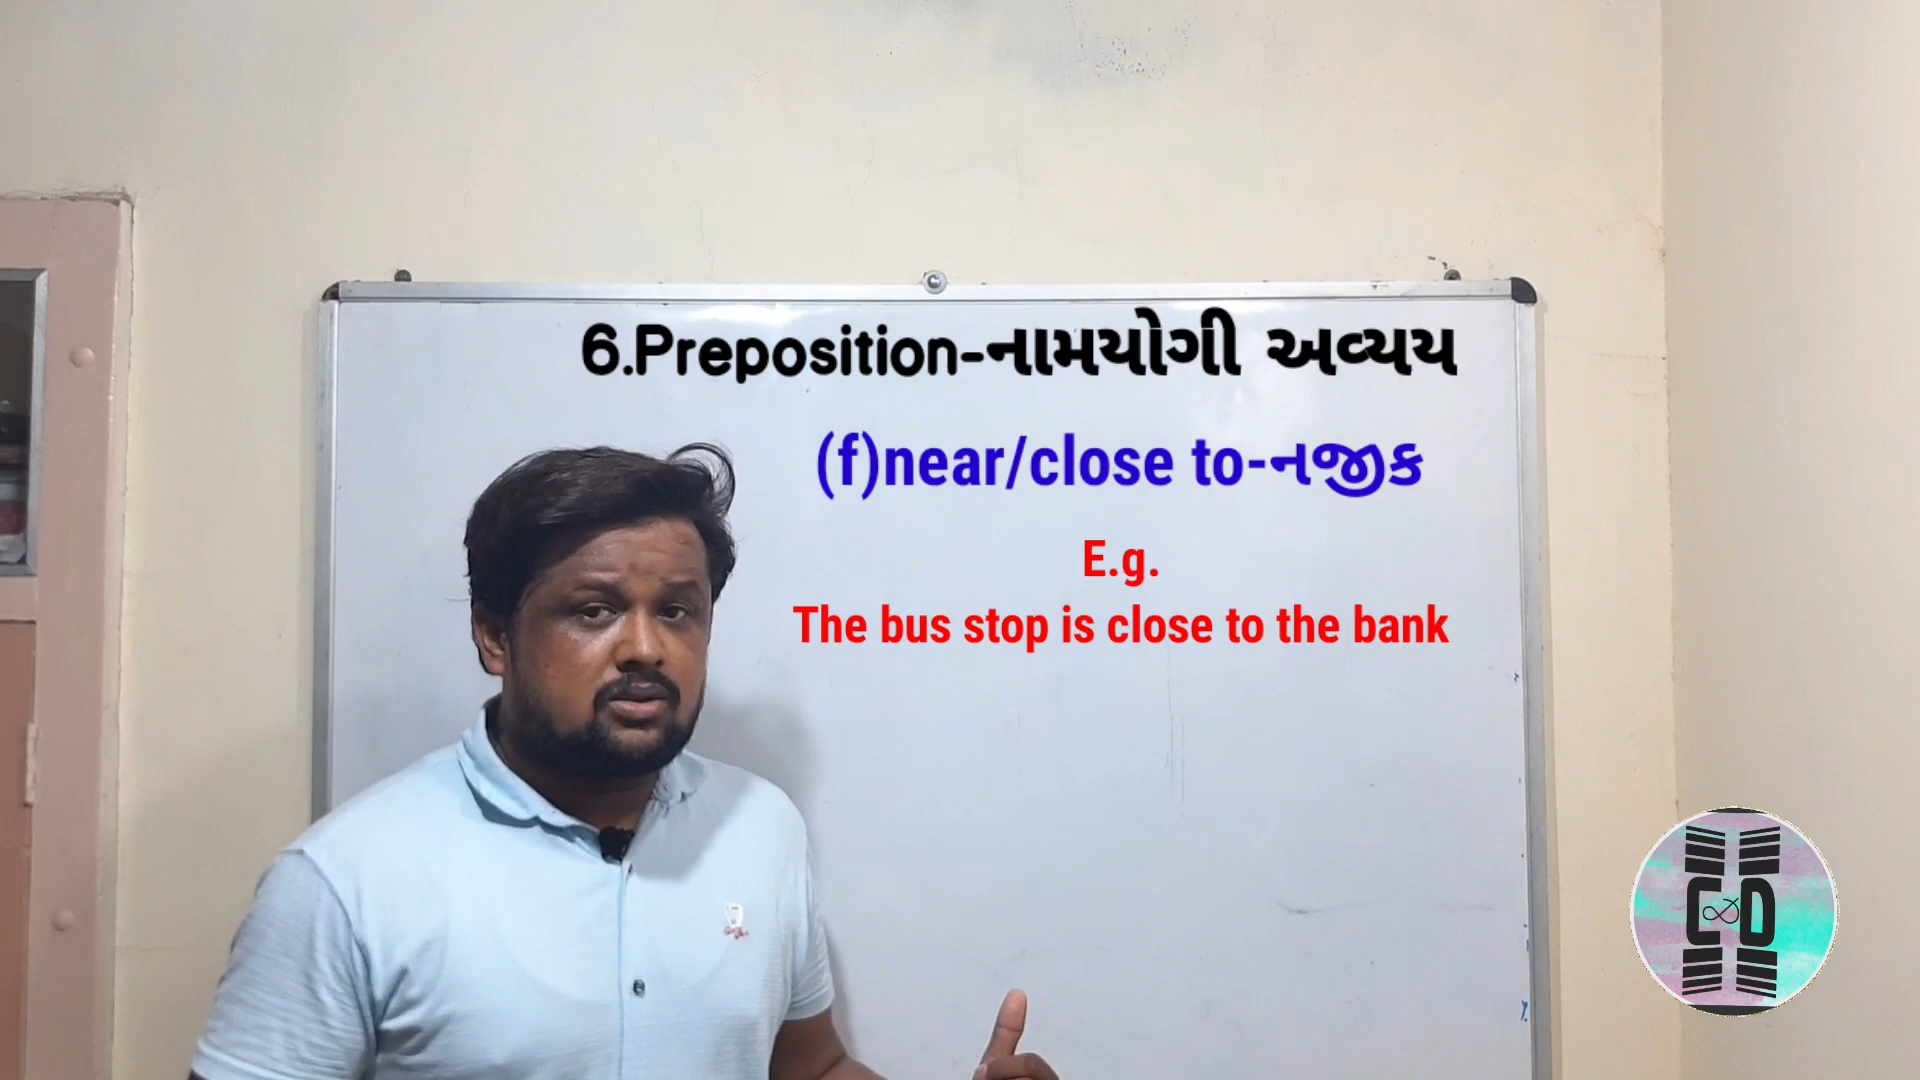 6.Preposition-નામયોગી અવ્યય
(f)near/close to-નજીક
E.g.
The bus stop is close to the bank
C&D